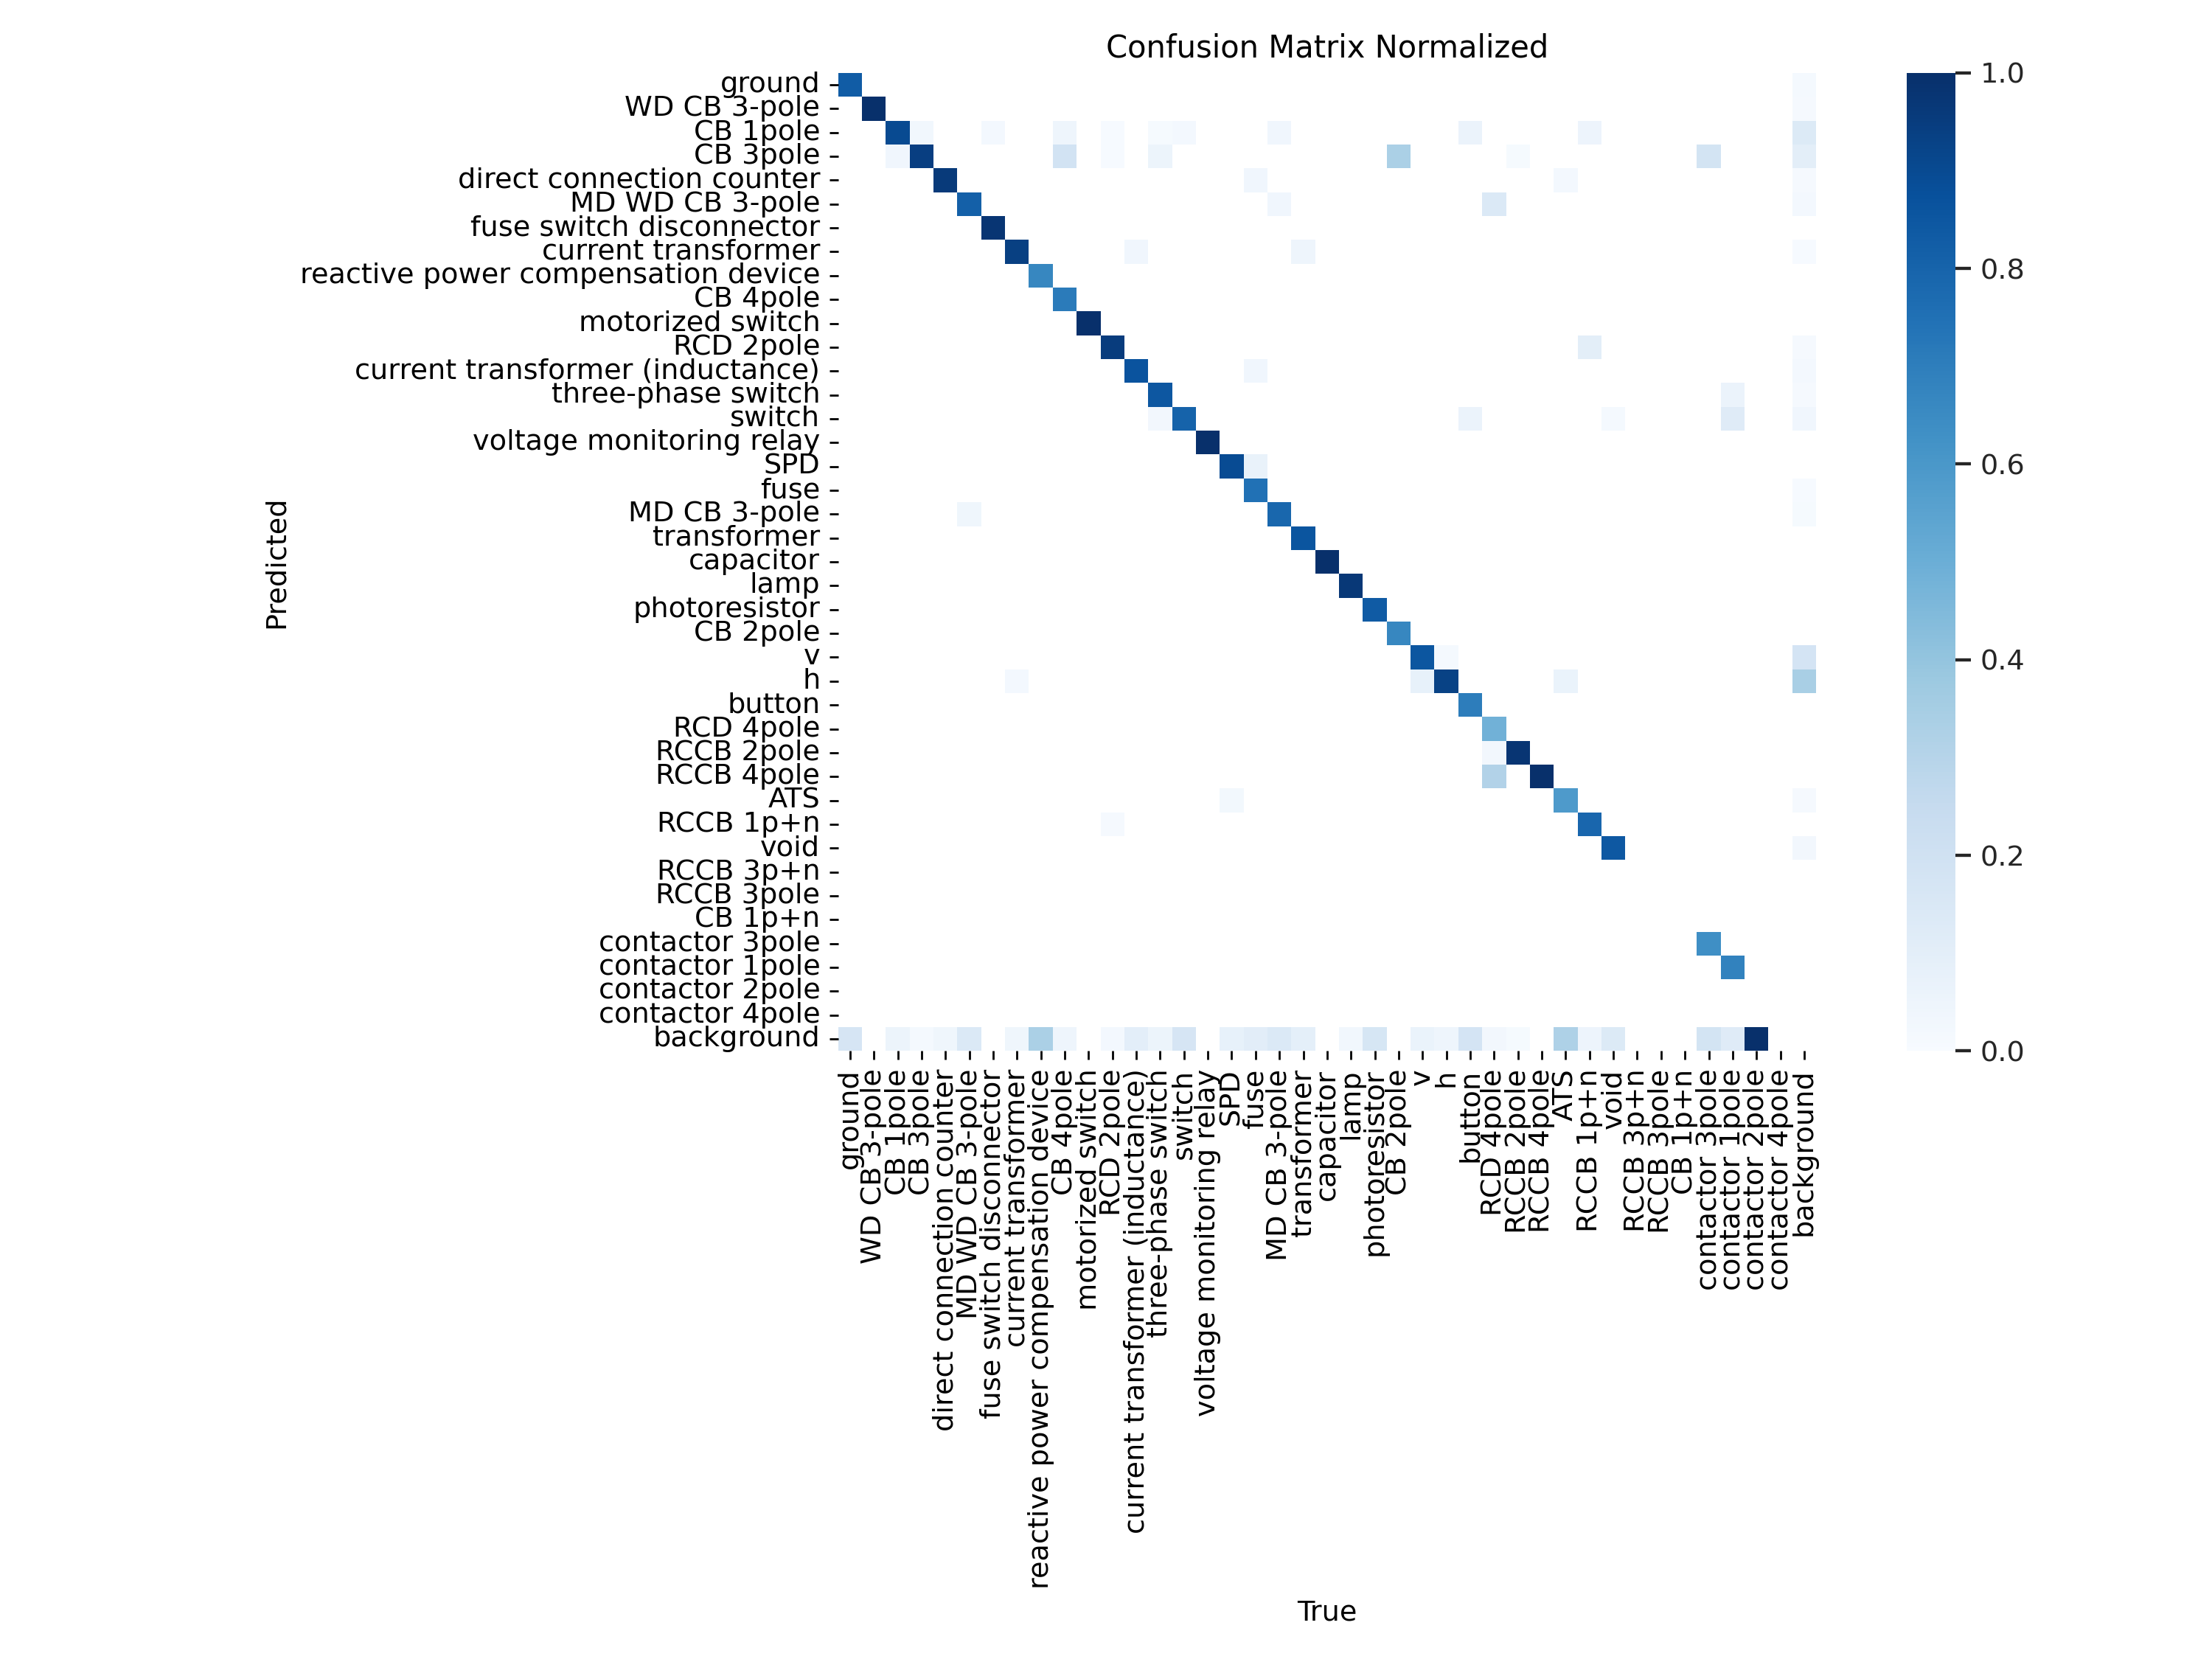 Confusion Matrix Normalized
ground
WD CB 3-pole
CB 1pole
CB 3pole
direct connection counter
MD WD CB 3-pole
fuse switch disconnector
current transformer
reactive power compensation device
CB 4pole
motorized switch
RCD 2pole
current transformer (inductance)
three-phase switch
switch
voltage monitoring relay
SPD
fuse
MD CB 3-pole
transformer
capacitor
lamp
photoresistor
CB 2pole
v
h
button
RCD 4pole
RCCB 2pole
RCCB 4pole
ATS
RCCB 1p+n
void
RCCB 3p+n
RCCB 3pole
CB 1p+n
contactor 3pole
contactor 1pole
contactor 2pole
contactor 4pole
background
Predicted
ground
WD CB 3-pole
CB 1pole
CB 3pole
direct connection counter
MD WD CB 3-pole
fuse switch disconnector
current transformer
reactive power compensation device
CB 4pole
motorized switch
RCD 2pole
current transformer (inductance)
three-phase switch
switch
voltage monitoring relay
SPD
fuse
MD CB 3-pole
transformer
capacitor
lamp
photoresistor
CB 2pole
v
h
button
RCD 4pole
RCCB 2pole
RCCB 4pole
ATS
RCCB 1p+n
void
RCCB 3p+n
RCCB 3pole
CB 1p+n
contactor 3pole
contactor 1pole
contactor 2pole
contactor 4pole
background
True
1.0
0.8
0.6
0.4
0.2
0.0